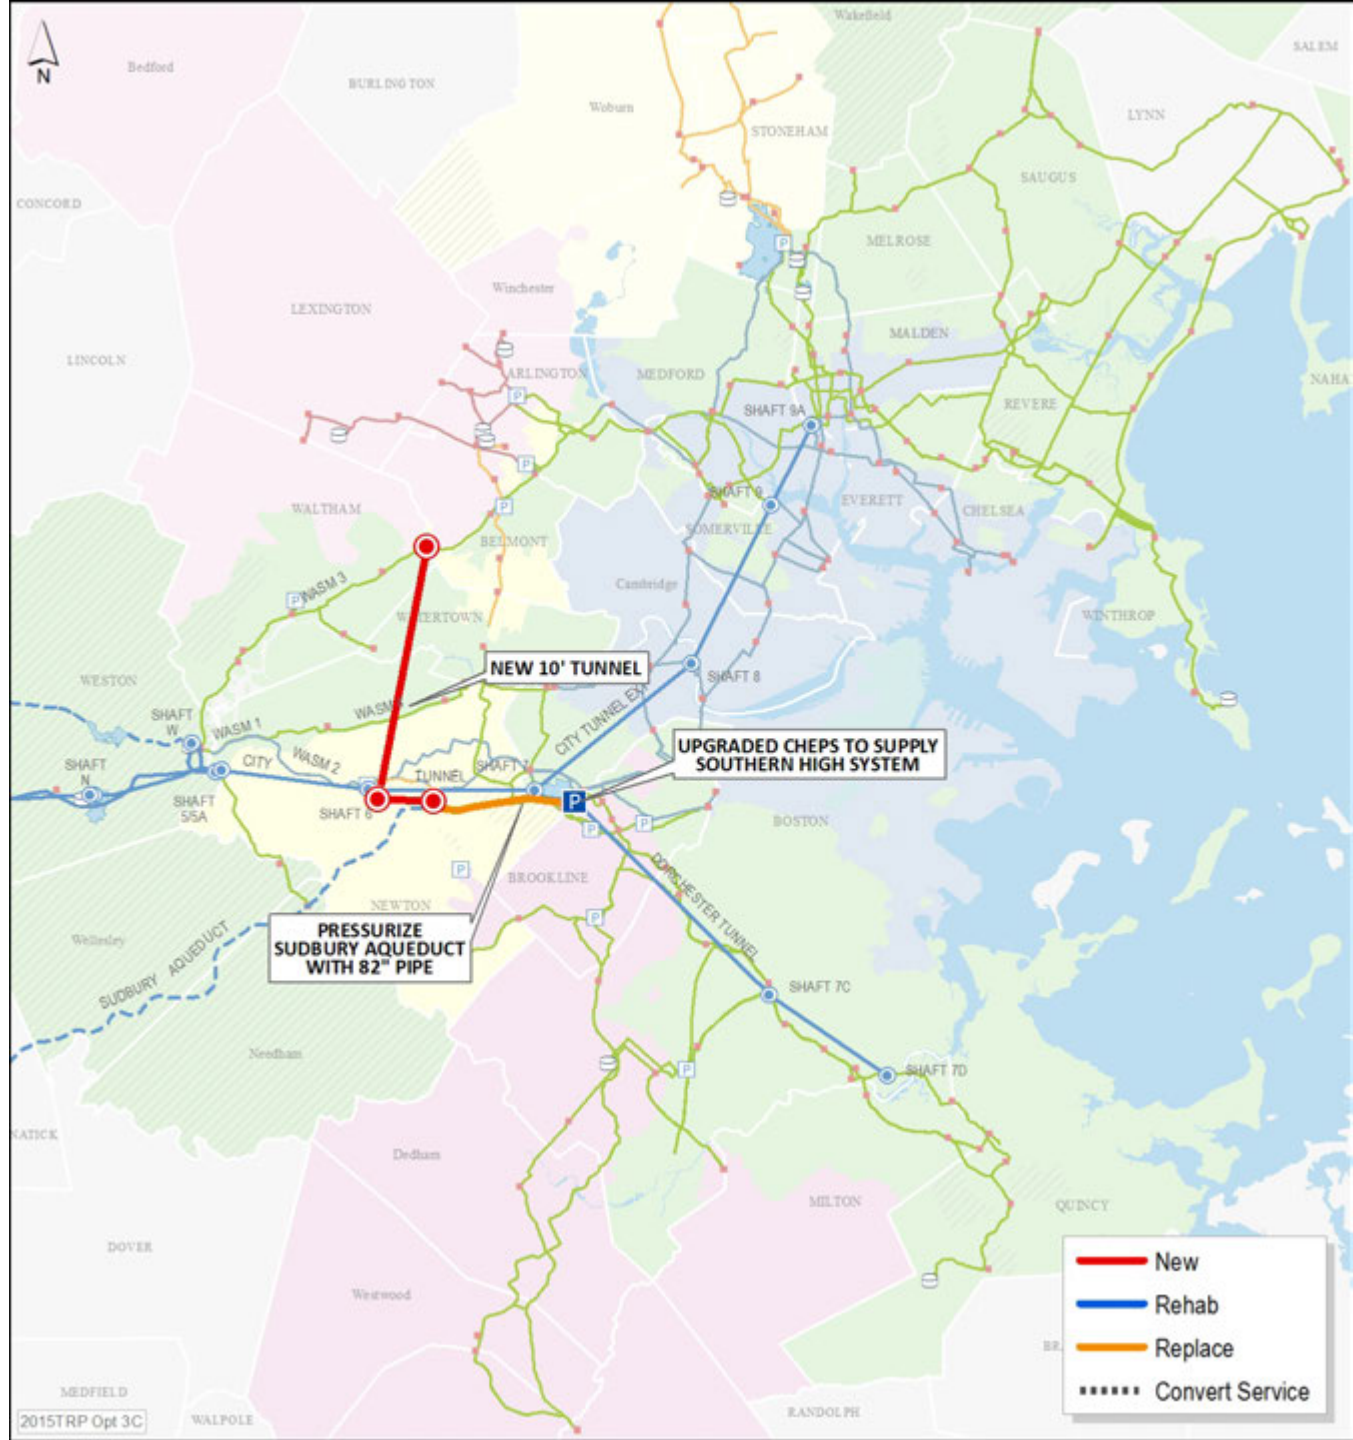 Wakefield
SALEM
N
Bedford
BURLINGTON
Woburn
STONEHAM
LYNN
SAUGUS
CONCORD
MELROSE
LEXINGTON
Winchester
LINCOLN
MALDEN
ARLINGTON
MEDFORD
NAHA
REVERE
SHAFT 9A
SHAFT 9
EVERETT
CHELSEA
WALTHAM
SOMERVILLE
BELMONT
Cambridge
WASM 3
WATERTOWN
WINTHROP
NEW 10' TUNNEL
WESTON
SHAFT 8
SHAFT
W
WASM 1
CITY TUNNEL EX
UPGRADED CHEPS TO SUPPLY
SOUTHERN HIGH SYSTEM
SHAFT
N
CITY
WASM 2
TUNNEL
SHAFT 7
SHAFT
5/5A
SHAFT 6
BOSTON
BROOKLINE
DORCHESTER TUNNEL
NEWTON
PRESSURIZE
SUDBURY AQUEDUCT
WITH 82" PIPE
Wellesley
SUDBURY AQUEDUCT
SHAFT 7C
Needham
SHAFT 7D
NATICK
Dedham
MILTON
QUINCY
DOVER
Westwood
New
Rehab
BR
Replace
Convert Service
MEDFIELD
2015TRP Opt 3C
WALPOLE
RANDOLPH
P
P
P
P
P
P
P
P
P
P
P